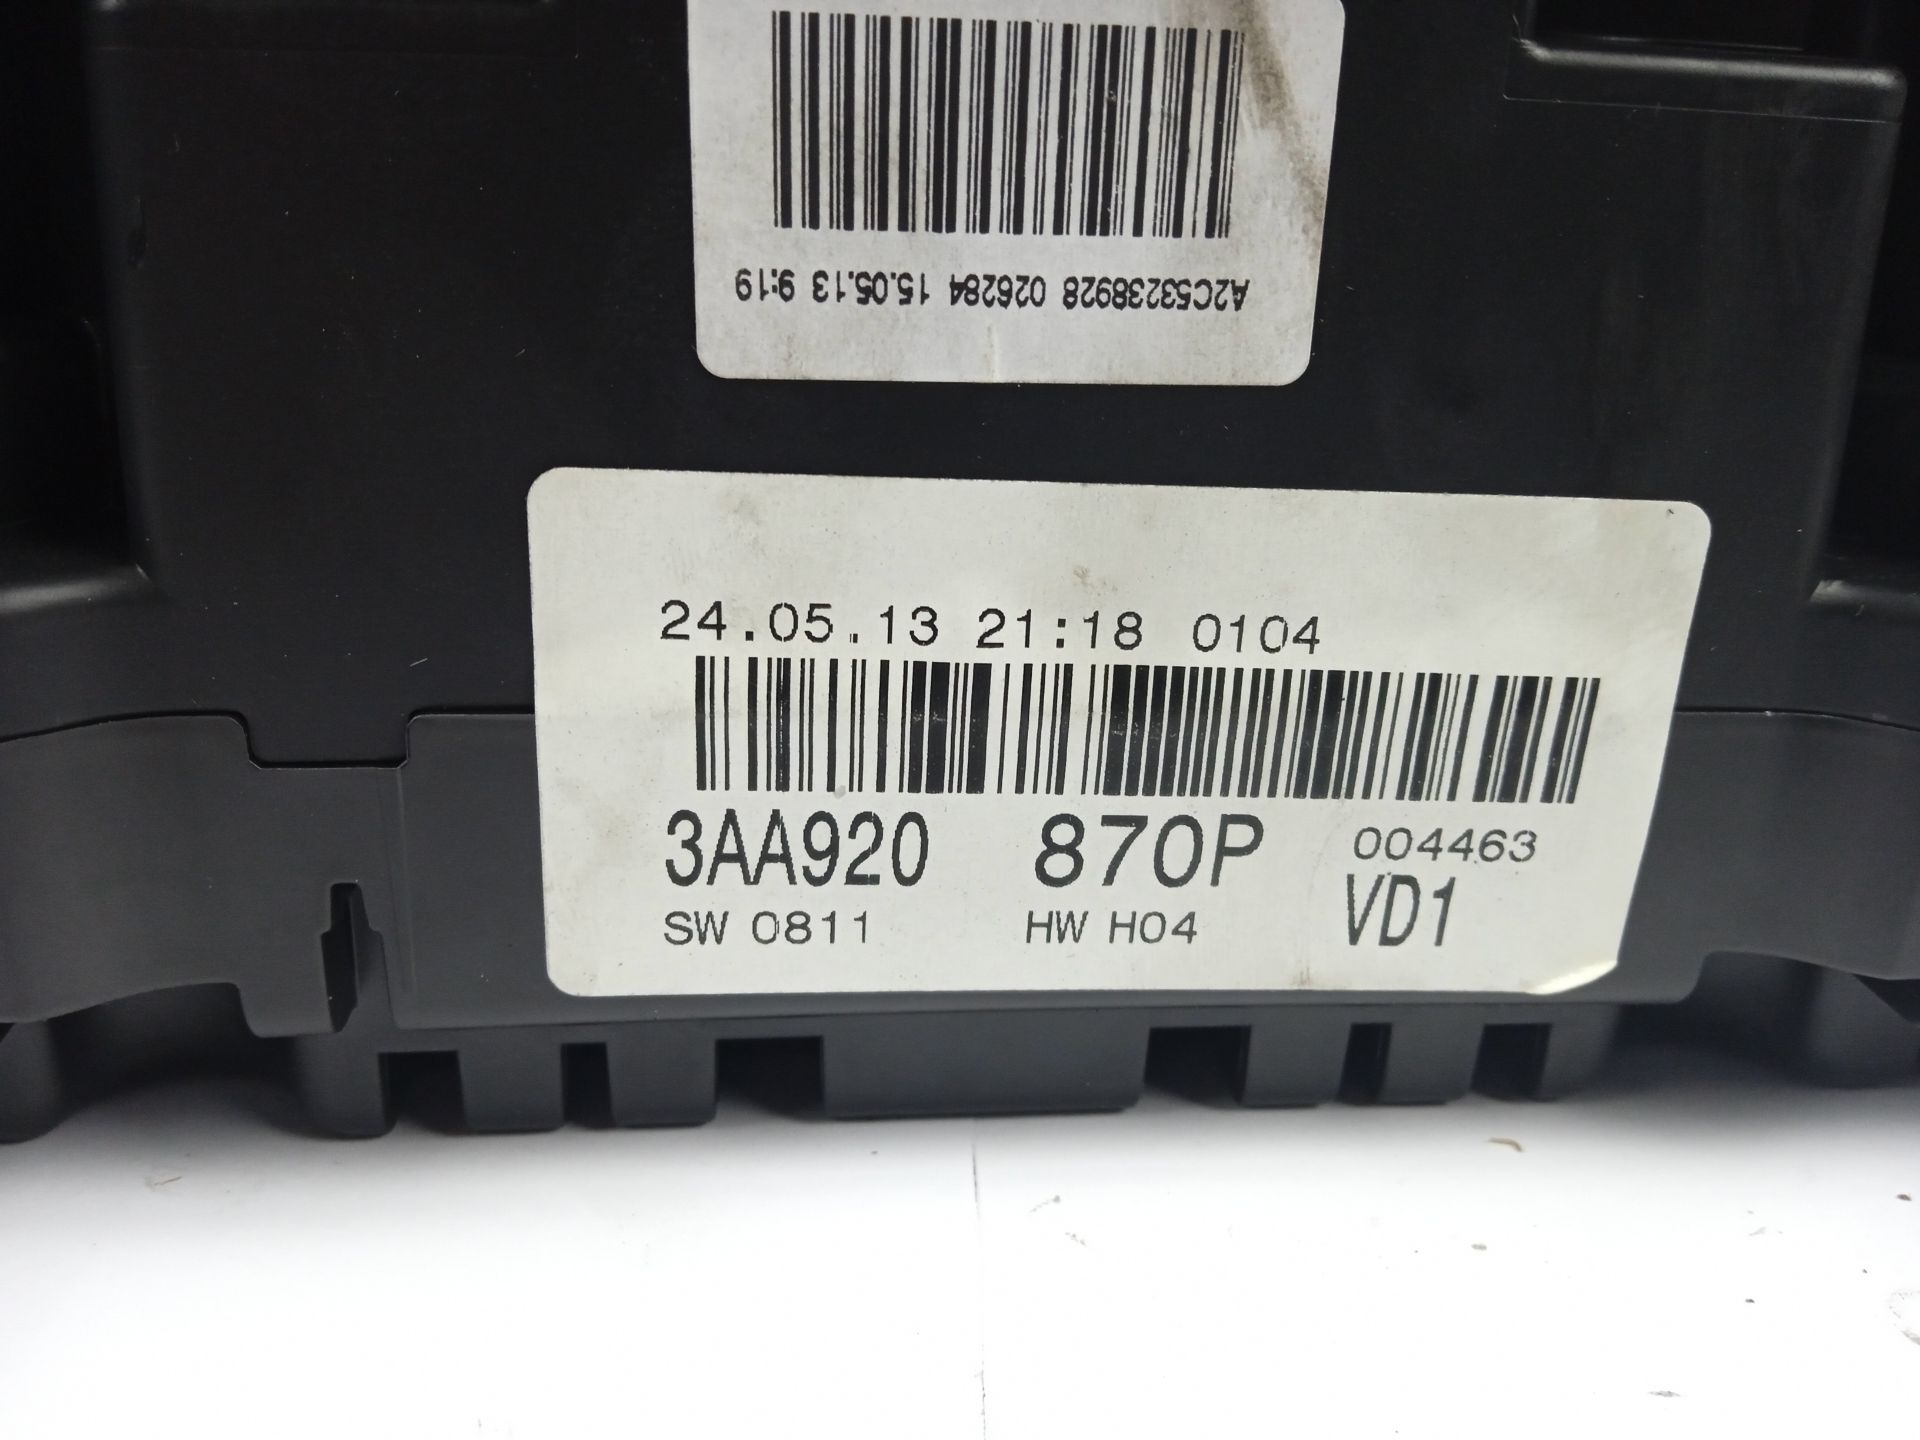 A2C53238928 026284 15.05.13 9:19
24.05.13 21:18 0104
3AA920 870P 004463
SW 0811 HW H04 VD1